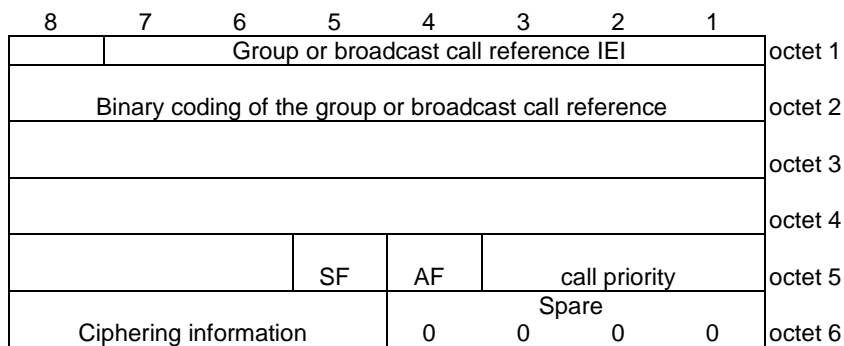 8 7 6 5 4 3 2 1
Group or broadcast call reference IEI octet 1
Binary coding of the group or broadcast call reference octet 2
octet 3
octet 4
SF AF call priority octet 5
Spare
Ciphering information 0 0 0 0 octet 6